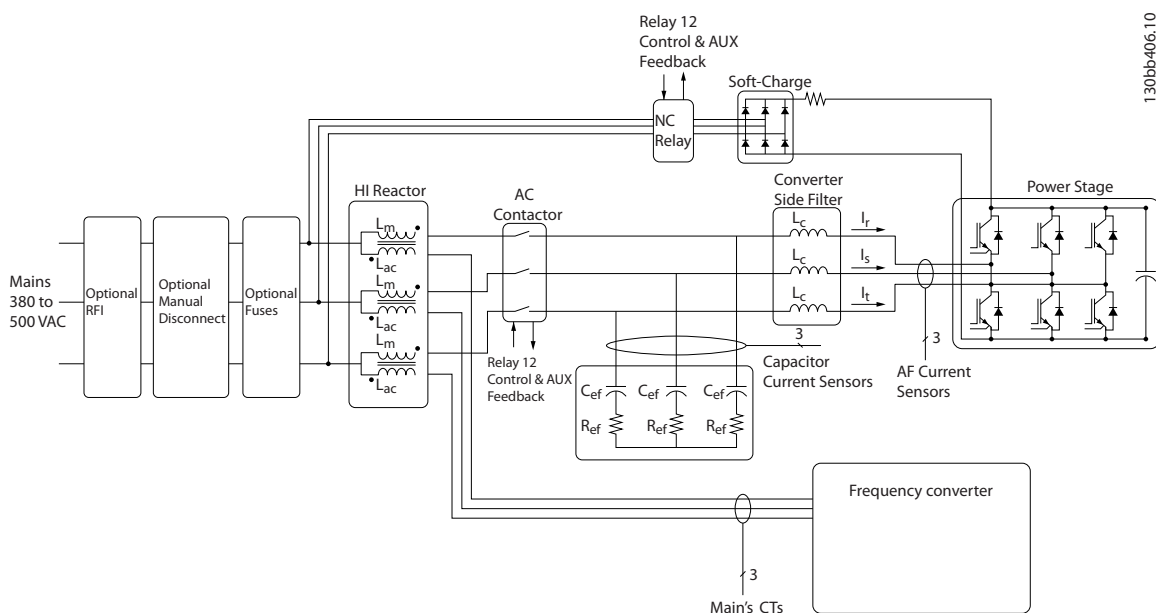 130bb406.10
Relay 12
Control & AUX
Feedback
Soft-Charge
NC
Relay
HI Reactor
AC
Contactor
Converter
Side Filter
Power Stage
Mains
380 to
500 VAC
Optional
RFI
Optional
Manual
Disconnect
Optional
Fuses
Lm
Lac
Lm
Lac
Lm
Lac
Lc
Lc
Lc
Ir
Is
It
Relay 12
Control & AUX
Feedback
3
Capacitor
Current Sensors
3
AF Current
Sensors
Cef
Cef
Cef
Ref
Ref
Ref
Frequency converter
3
Main's CTs